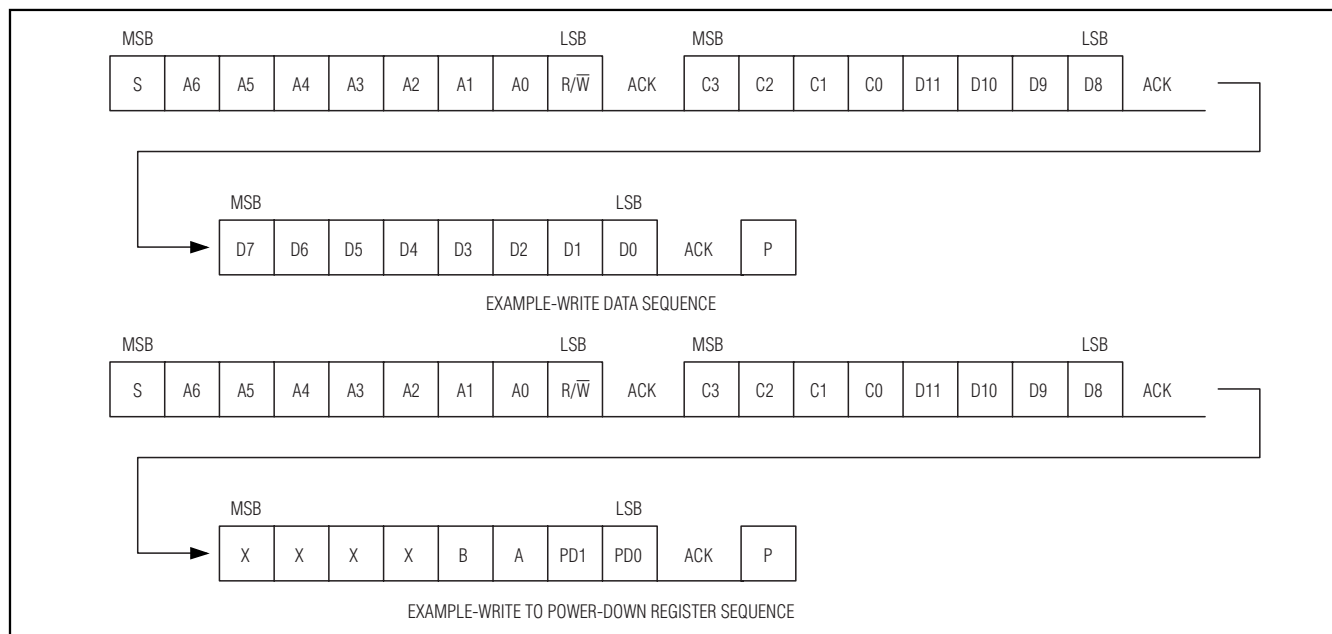 MSB LSB MSB LSB
S A6 A5 A4 A3 A2 A1 A0 R/W̅ ACK C3 C2 C1 C0 D11 D10 D9 D8 ACK
MSB LSB
D7 D6 D5 D4 D3 D2 D1 D0 ACK P
EXAMPLE-WRITE DATA SEQUENCE
MSB LSB MSB LSB
S A6 A5 A4 A3 A2 A1 A0 R/W̅ ACK C3 C2 C1 C0 D11 D10 D9 D8 ACK
MSB LSB
X X X X B A PD1 PD0 ACK P
EXAMPLE-WRITE TO POWER-DOWN REGISTER SEQUENCE